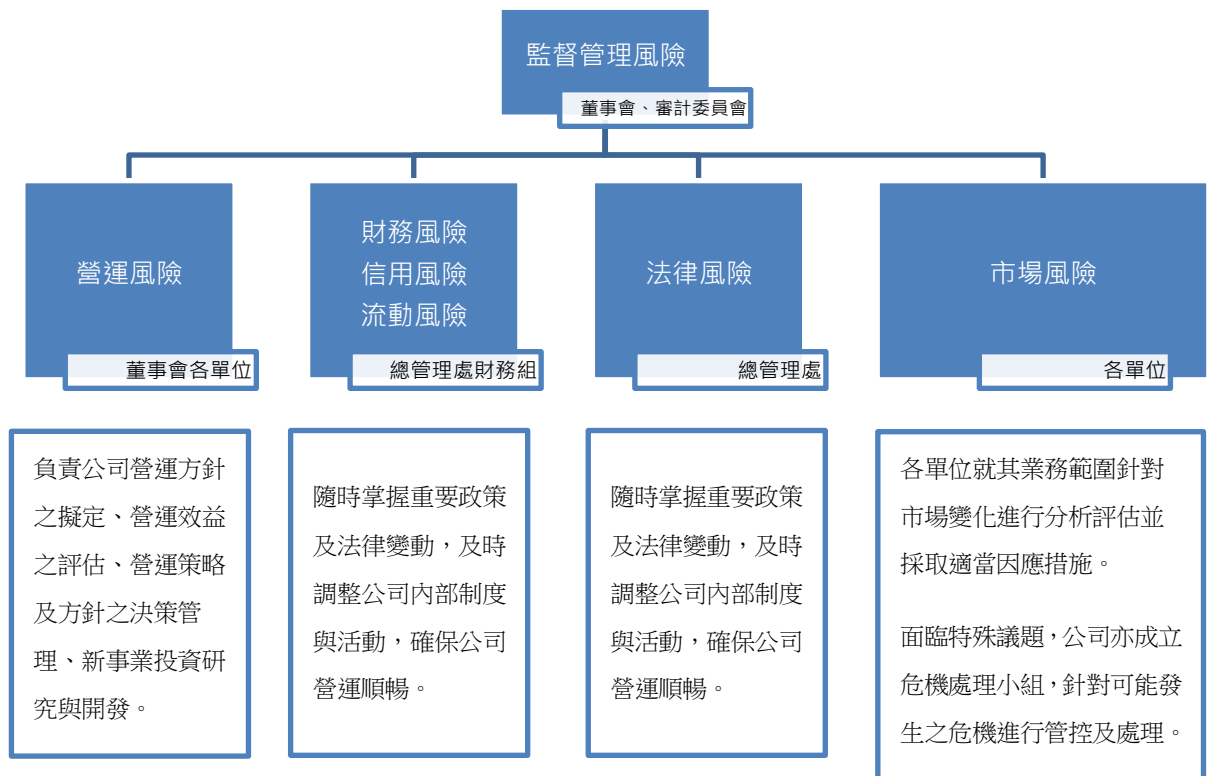 監督管理風險
董事會、審計委員會
營運風險
董事會各單位
財務風險
信用風險
流動風險
總管理處財務組
法律風險
總管理處
市場風險
各單位
負責公司營運方針
之擬定、營運效益
之評估、營運策略
及方針之決策管
理、新事業投資研
究與開發。
隨時掌握重要政策
及法律變動，及時
調整公司內部制度
與活動，確保公司
營運順暢。
隨時掌握重要政策
及法律變動，及時
調整公司內部制度
與活動，確保公司
營運順暢。
各單位就其業務範圍針對
市場變化進行分析評估並
採取適當因應措施。
面臨特殊議題，公司亦成立
危機處理小組，針對可能發
生之危機進行管控及處理。